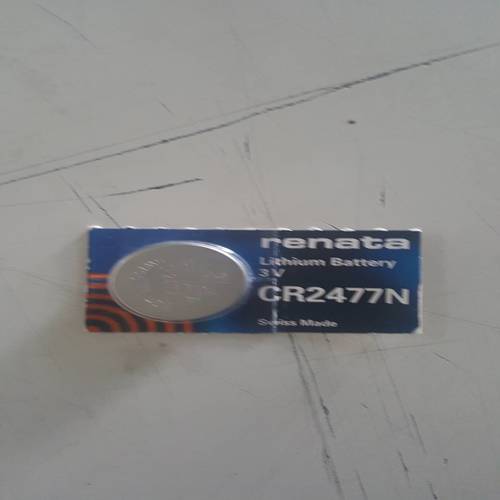 renata
Lithium Battery
3V
CR2477N
Swiss Made